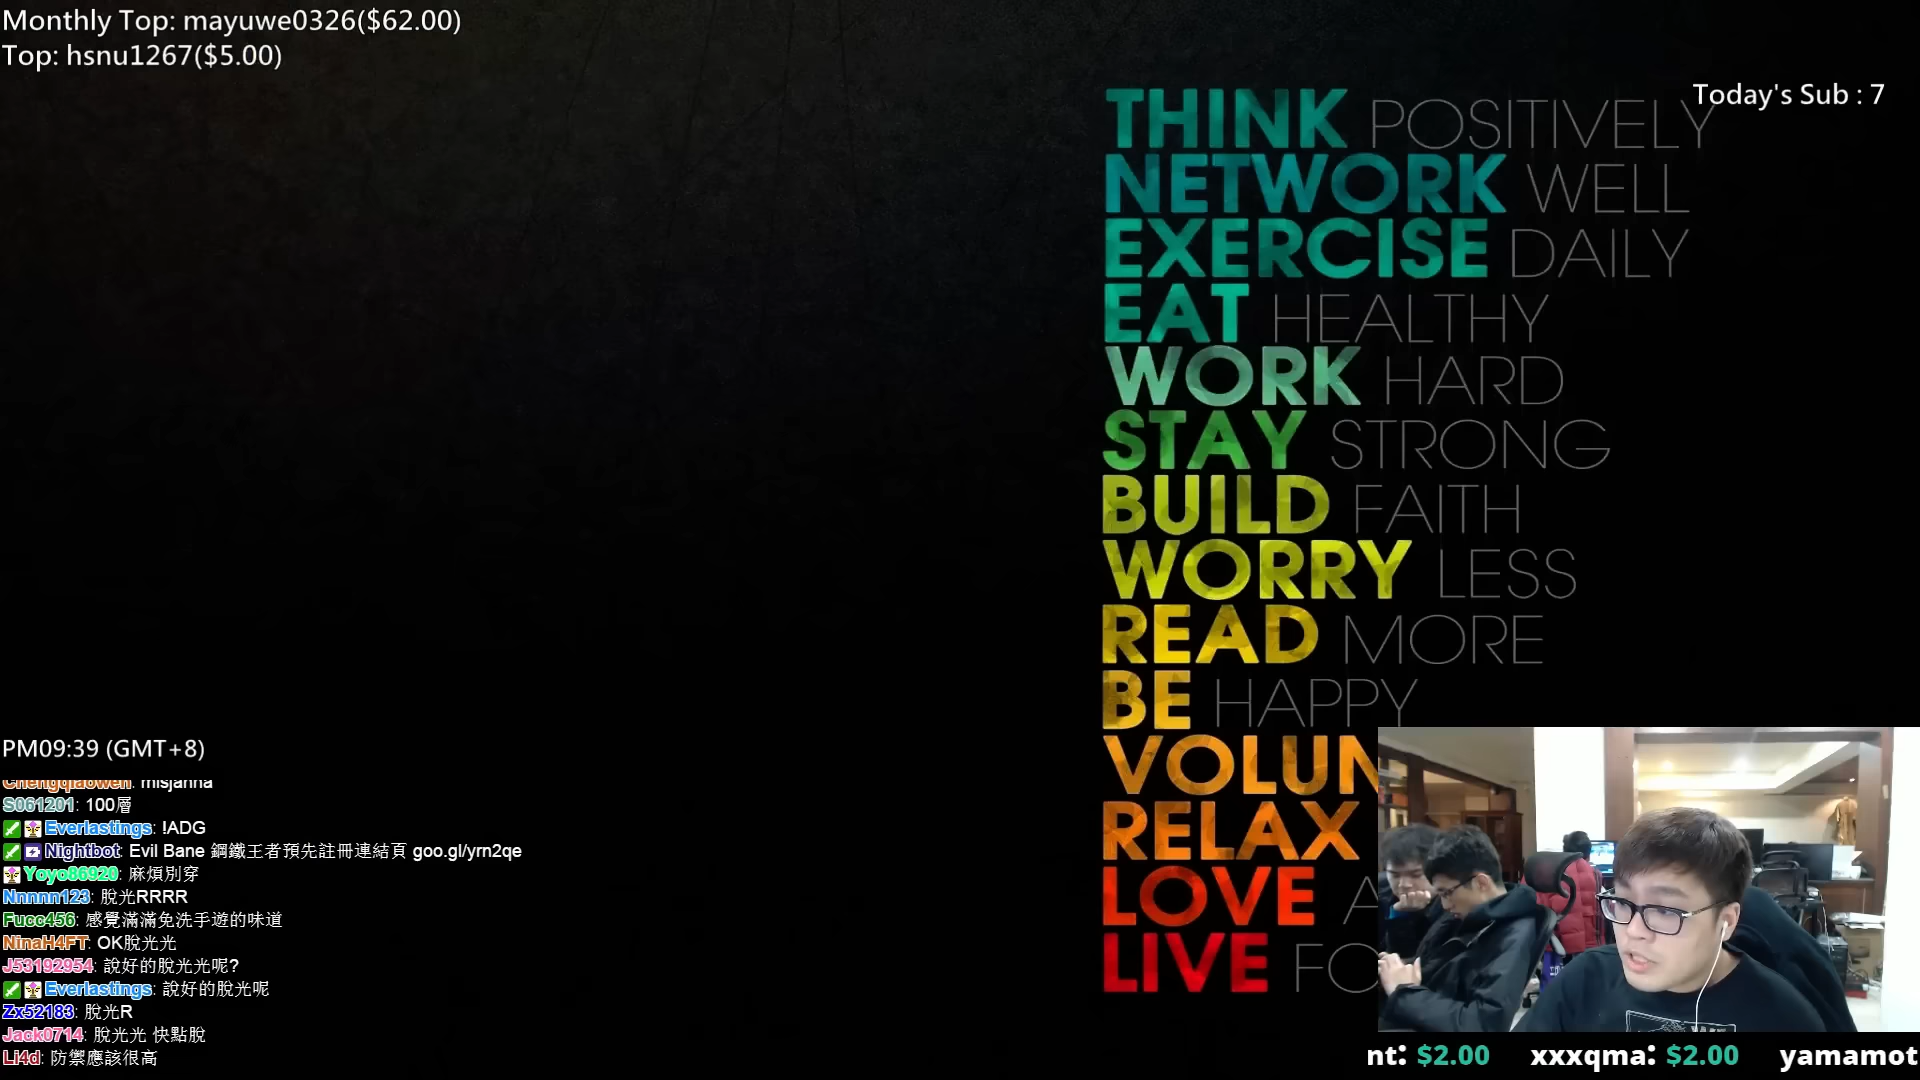 Monthly Top: mayuwe0326($62.00)
Top: hsnu1267($5.00)
Today's Sub : 7
THINK POSITIVELY
NETWORK WELL
EXERCISE DAILY
EAT HEALTHY
WORK HARD
STAY STRONG
BUILD FAITH
WORRY LESS
READ MORE
BE HAPPY
VOLUN
RELAX
LOVE A
LIVE FO
PM09:39 (GMT+8)
Chengqiaowen: misjanna
S061201: 100層
Everlastings: !ADG
Nightbot: Evil Bane 鋼鐵王者預先註冊連結頁 goo.gl/yrn2qe
Yoyo86920: 麻煩別穿
Nnnnn123: 脫光RRRR
Fucc456: 感覺滿滿免洗手遊的味道
NinaH4FT: OK脫光光
J53192954: 說好的脫光光呢?
Everlastings: 說好的脫光呢
Zx52183: 脫光R
Jack0714: 脫光光 快點脫
Li4d: 防禦應該很高
nt: $2.00 xxxqma: $2.00 yamamot